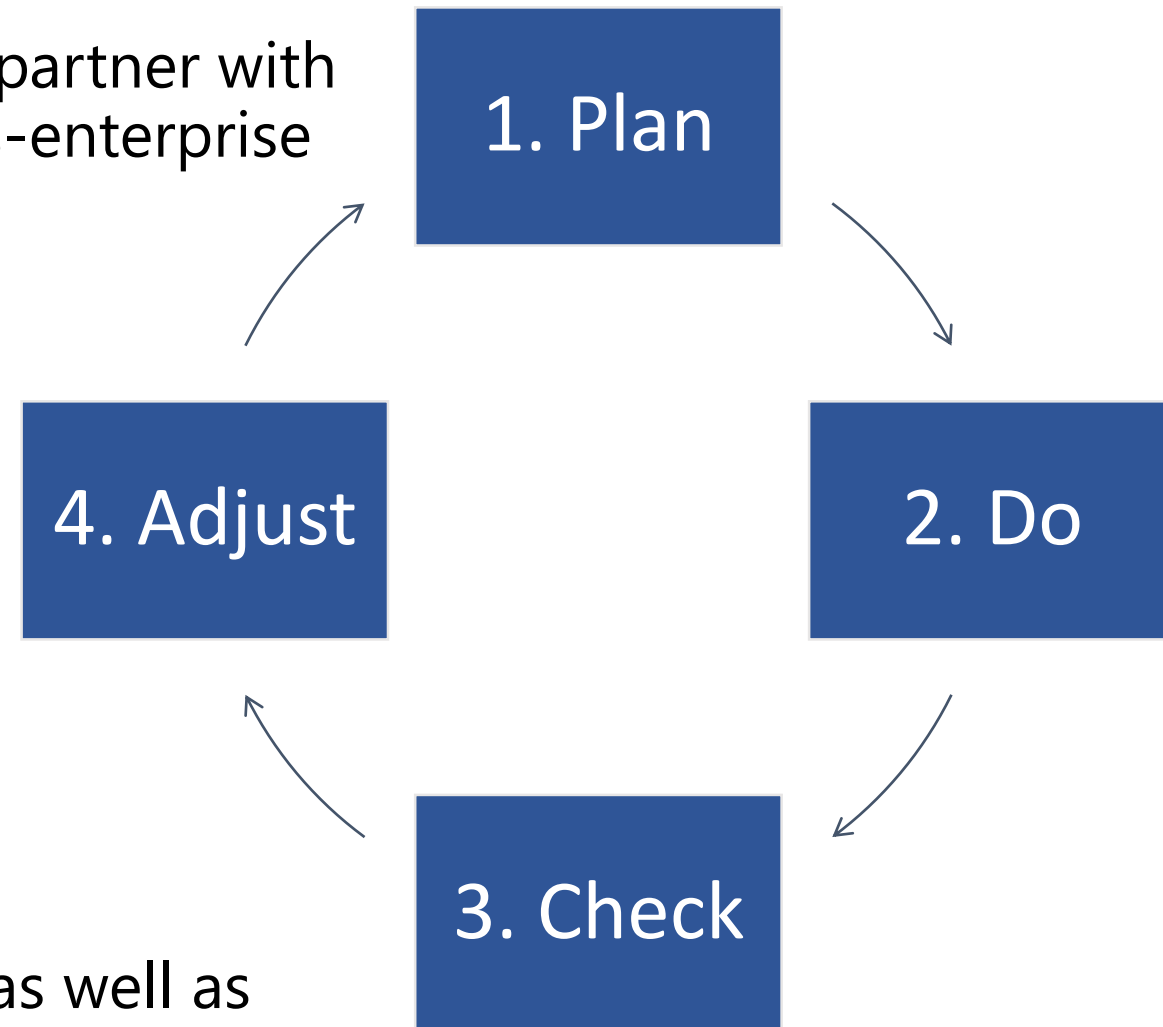 partner with
-enterprise
1. Plan
4. Adjust
2. Do
3. Check
as well as